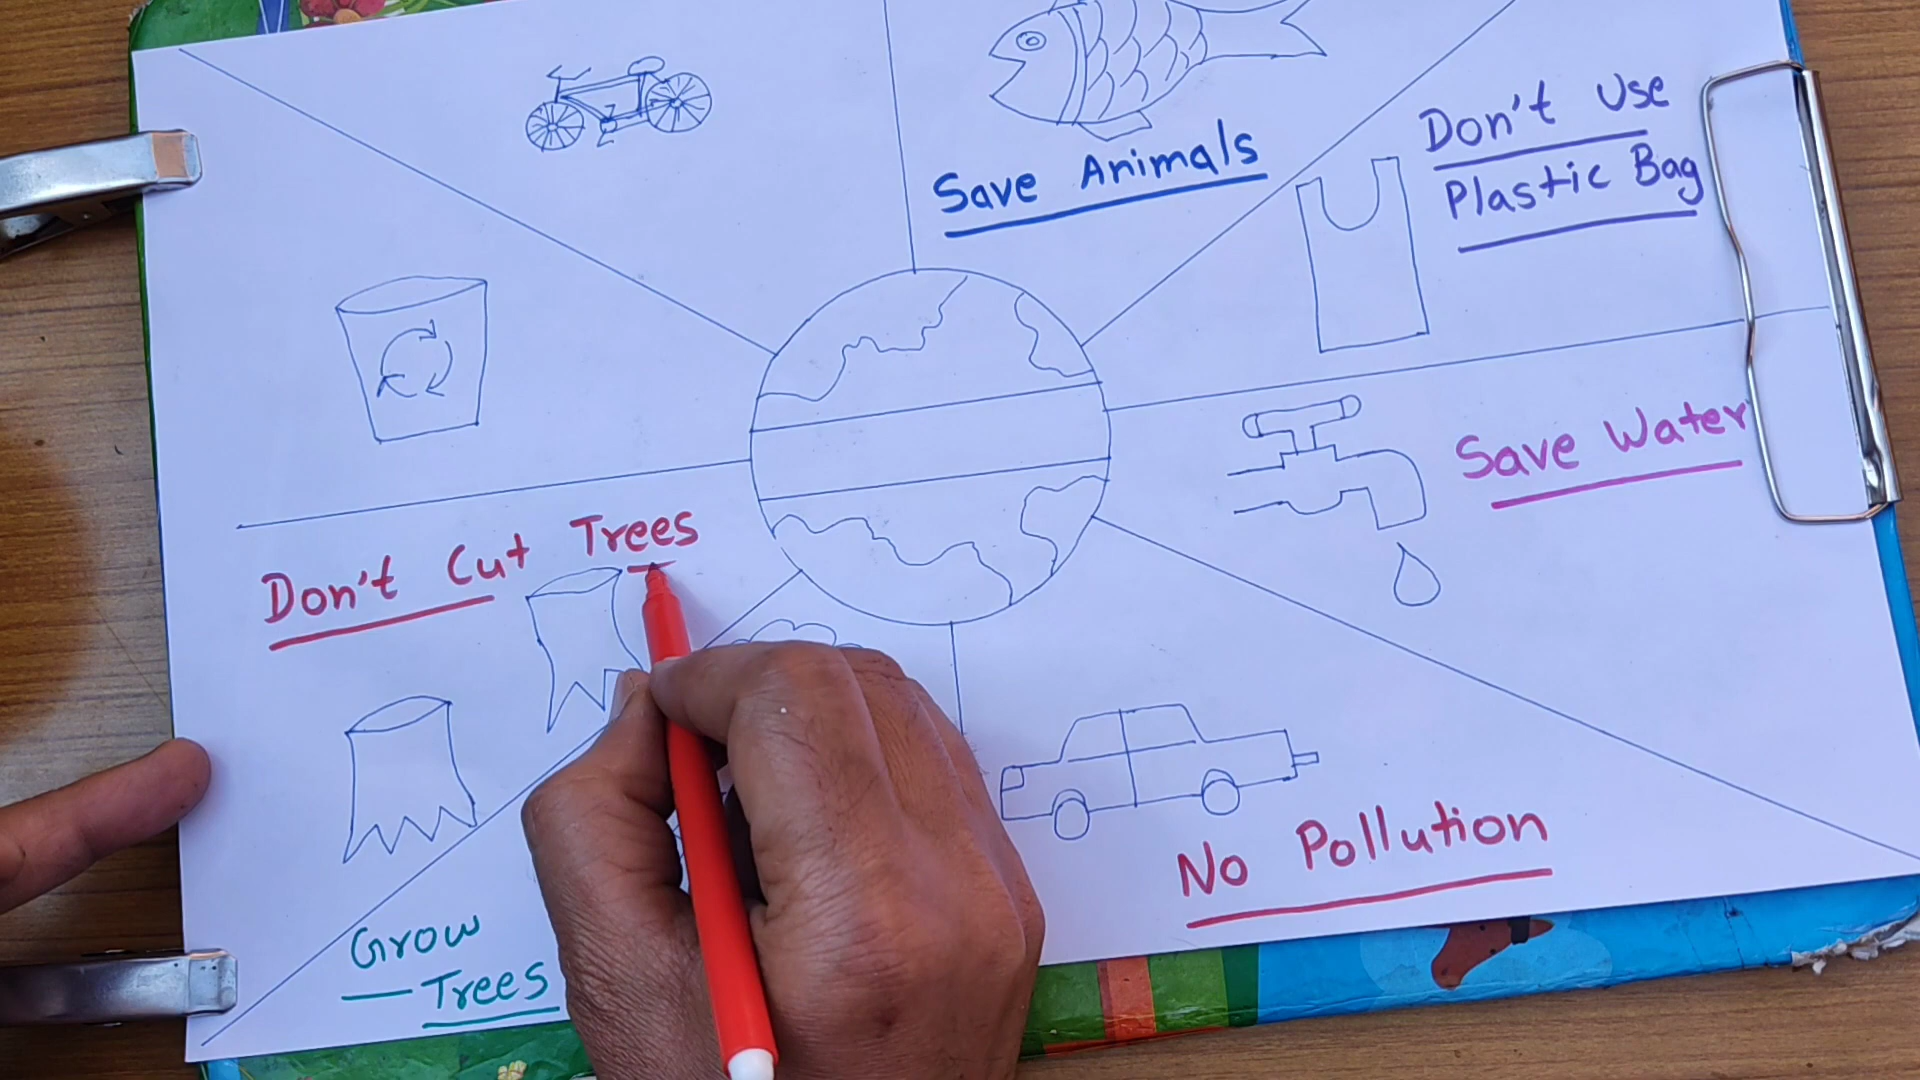 Save Animals
Don't Use
Plastic Bag
Save Water
Don't Cut Trees
No Pollution
Grow
Trees